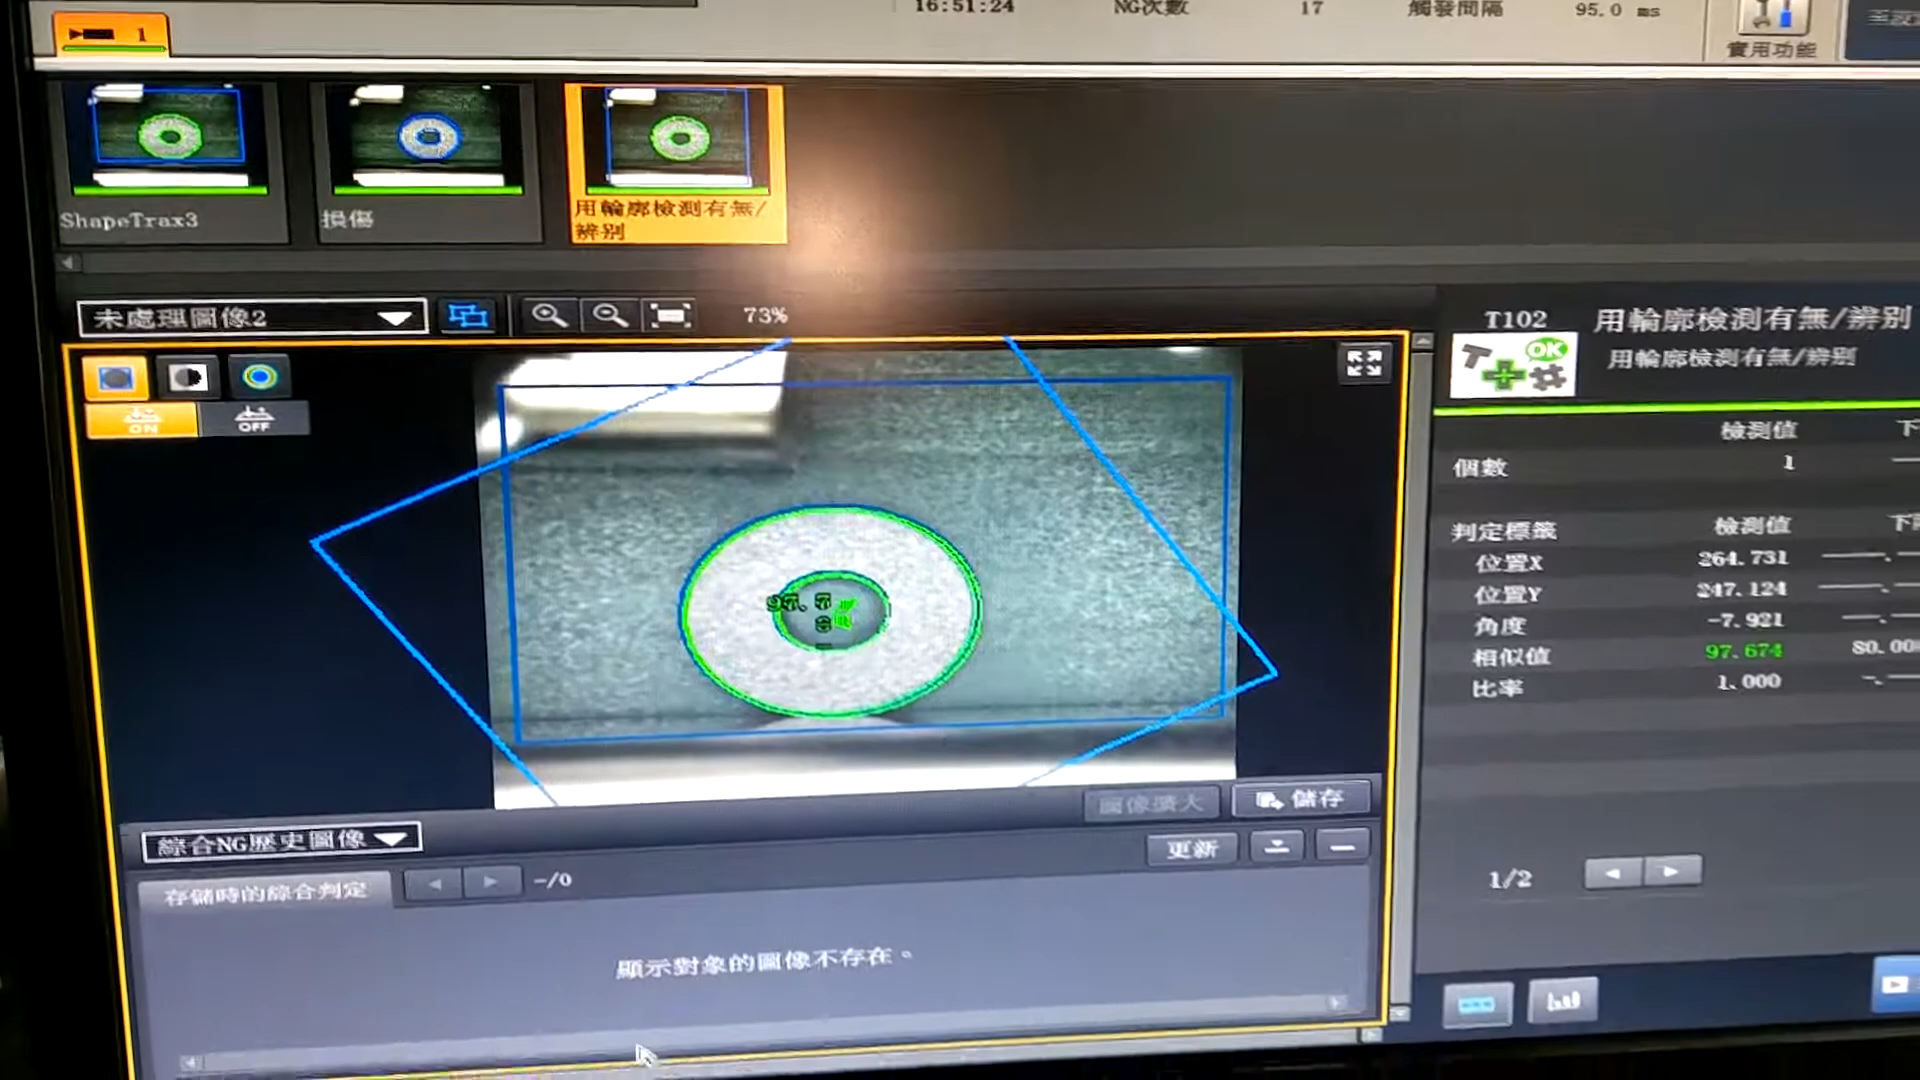 16:51:24 NG次數 17 觸發間隔 95.0 ms
實用功能
1
ShapeTrax3
損傷
用輪廓檢測有無/
辨別
未處理圖像2
73%
ON
OFF
T102 用輪廓檢測有無/辨別
OK
用輪廓檢測有無/辨別
檢測值
個數 1
判定標籤 檢測值
位置X 264.731
位置Y 247.124
角度 -7.921
相似值 97.674
比率 1.000
1/2
圖像擴大
儲存
綜合NG歷史圖像
更新
存儲時的綜合判定
-/0
顯示對象的圖像不存在。